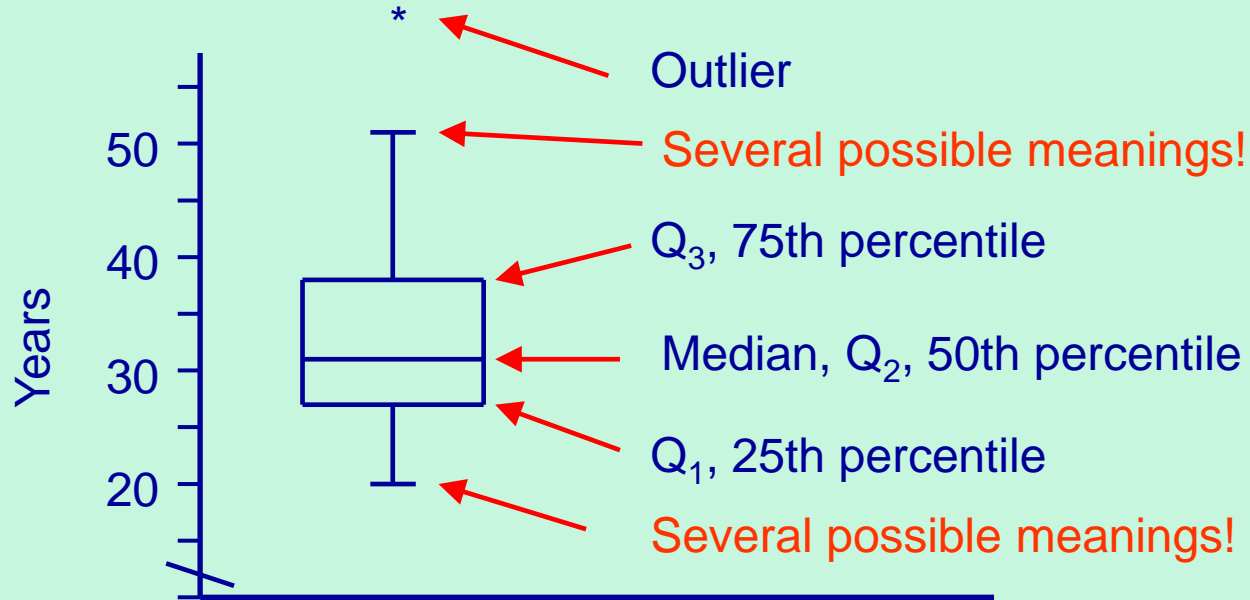 *
Outlier
50
Several possible meanings!
Q₃, 75th percentile
40
Years
Median, Q₂, 50th percentile
30
Q₁, 25th percentile
20
Several possible meanings!